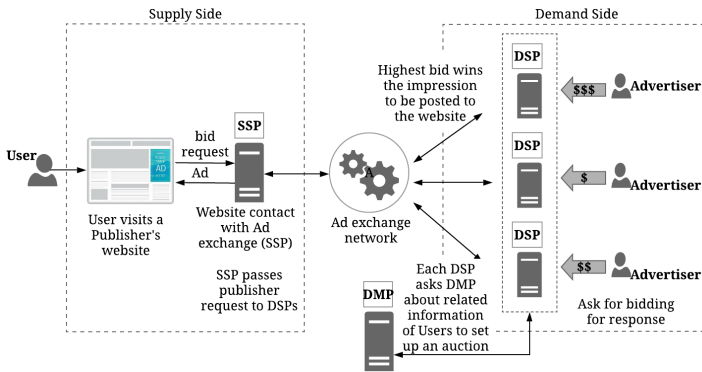 Supply Side
Demand Side
DSP
$$$
Advertiser
Highest bid wins
the impression
to be posted to
the website
SSP
bid
request
Ad
User
AD
A
DSP
$
Advertiser
User visits a
Publisher's
website
Website contact
with Ad
exchange (SSP)
Ad exchange
network
SSP passes
publisher
request to DSPs
DSP
$$
Advertiser
Each DSP
asks DMP
about related
information
of Users to set
up an auction
DMP
Ask for bidding
for response